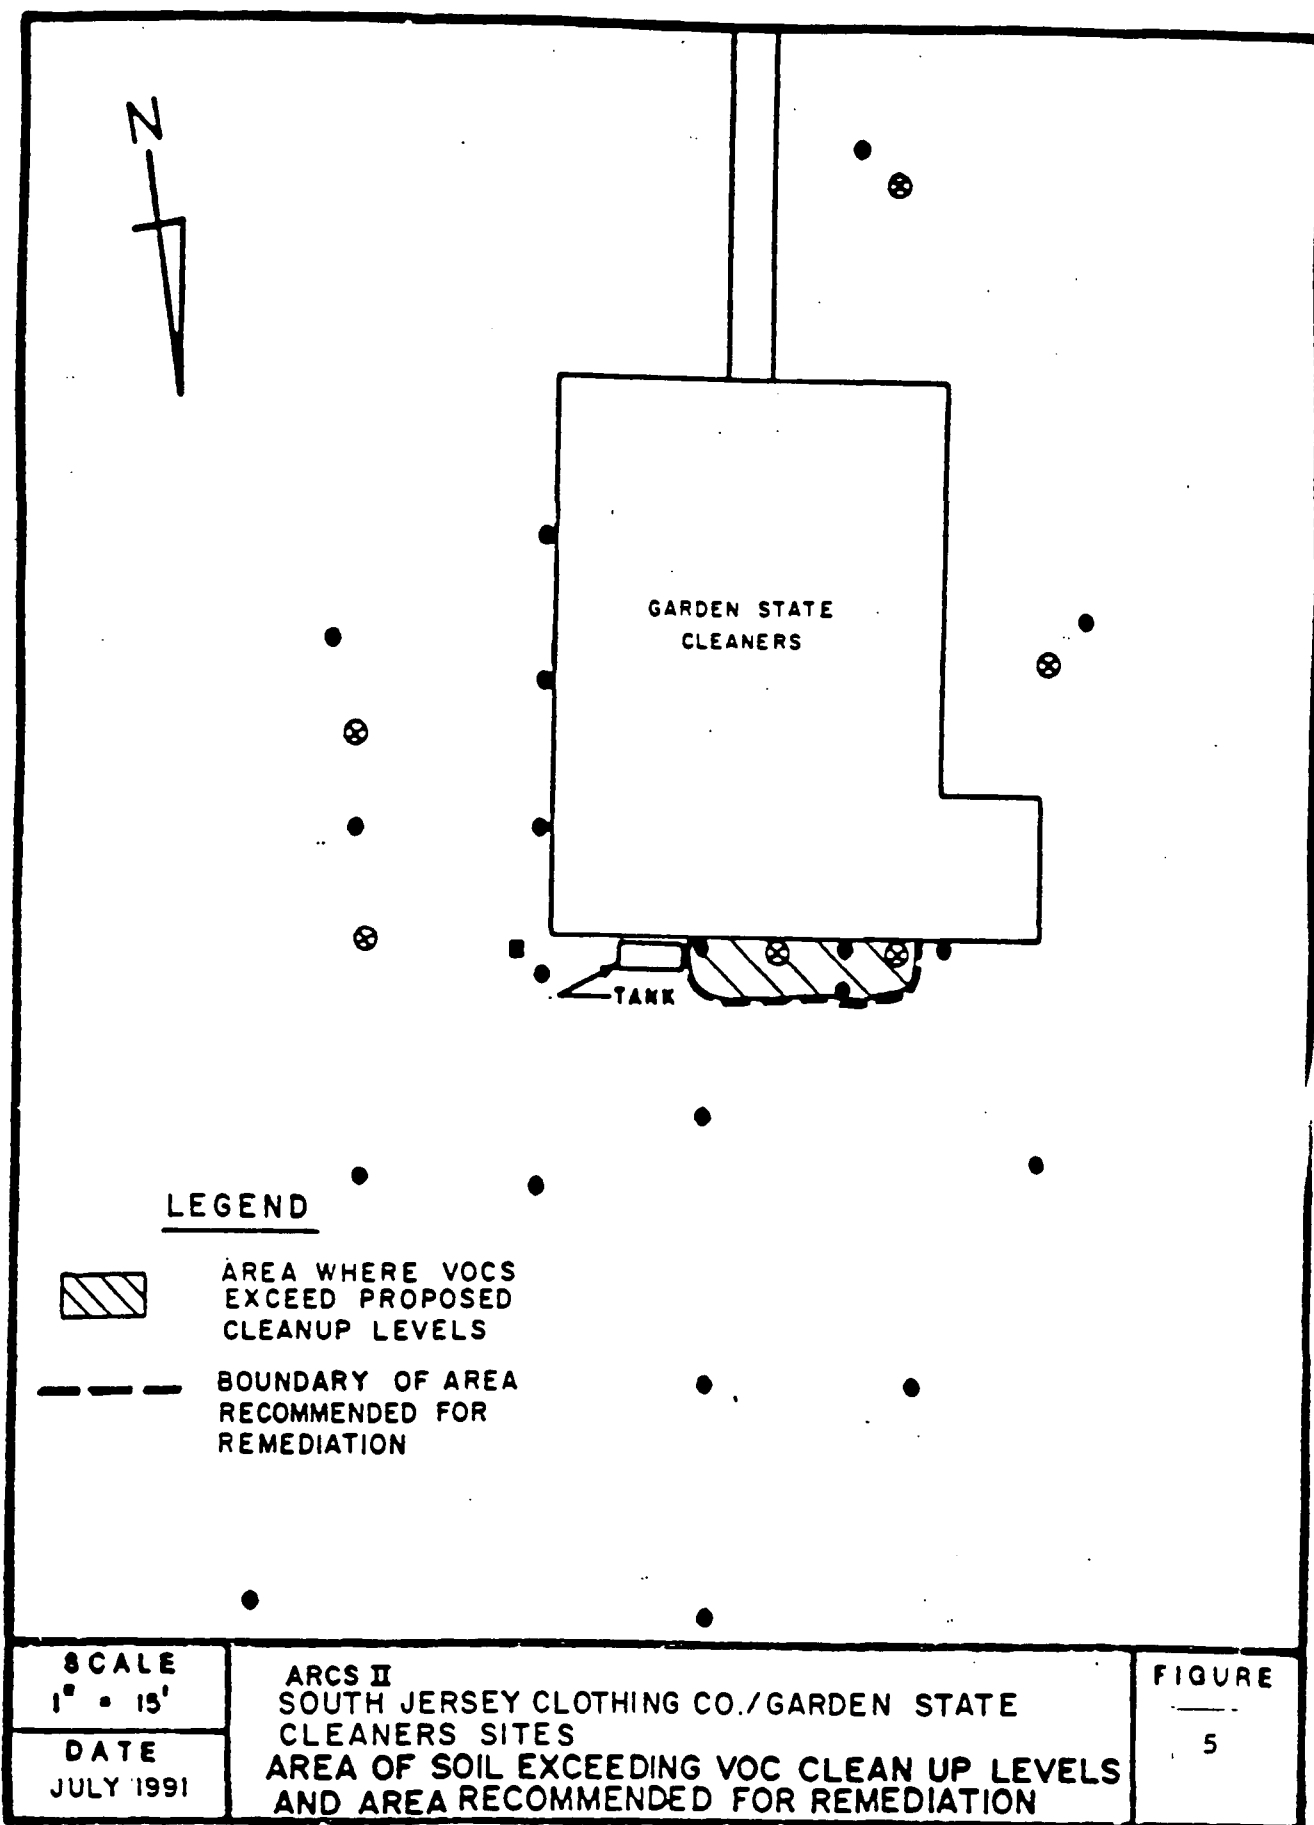 N
GARDEN STATE
CLEANERS
TANK
LEGEND
AREA WHERE VOCS
EXCEED PROPOSED
CLEANUP LEVELS
BOUNDARY OF AREA
RECOMMENDED FOR
REMEDIATION
SCALE
1" = 15'
DATE
JULY 1991
ARCS II
SOUTH JERSEY CLOTHING CO./GARDEN STATE
CLEANERS SITES
AREA OF SOIL EXCEEDING VOC CLEAN UP LEVELS
AND AREA RECOMMENDED FOR REMEDIATION
FIGURE
5